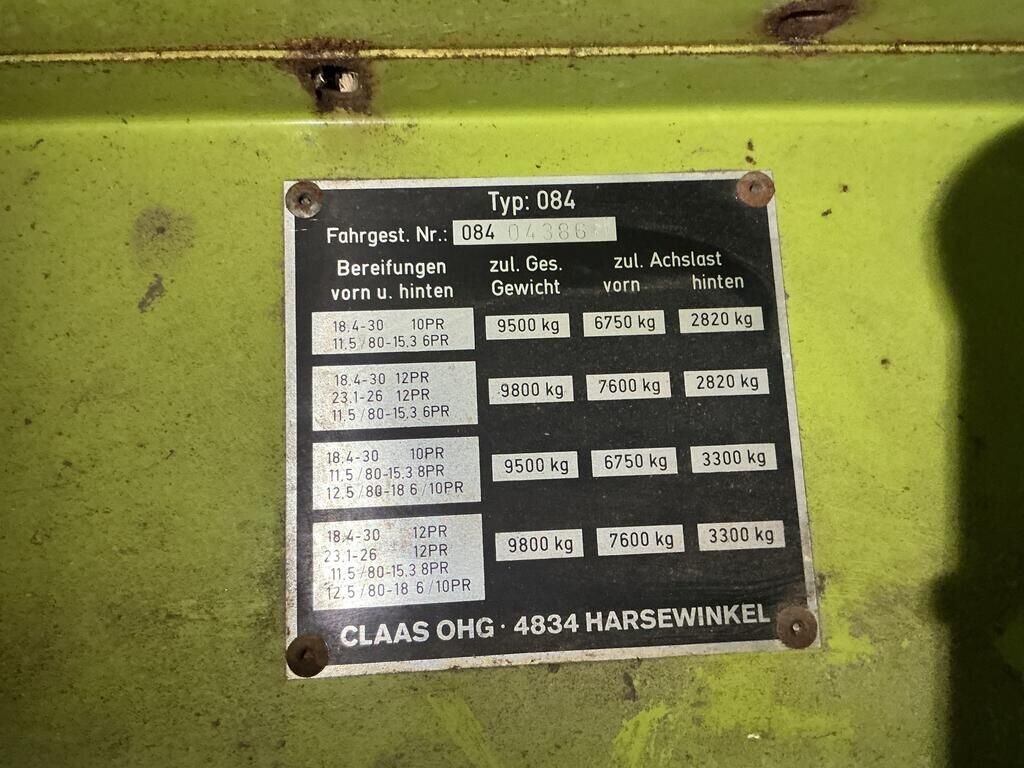 Typ: 084
Fahrgest. Nr.: 084 04386
Bereifungen vorn u. hinten
zul. Ges. Gewicht
zul. Achslast
vorn hinten
18.4-30 10PR
11.5/80-15.3 6PR
9500 kg 6750 kg 2820 kg
18.4-30 12PR
23.1-26 12PR
11.5/80-15.3 6PR
9800 kg 7600 kg 2820 kg
18.4-30 10PR
11.5/80-15.3 8PR
12.5/80-18 6/10PR
9500 kg 6750 kg 3300 kg
18.4-30 12PR
23.1-26 12PR
11.5/80-15.3 8PR
12.5/80-18 6/10PR
9800 kg 7600 kg 3300 kg
CLAAS OHG · 4834 HARSEWINKEL